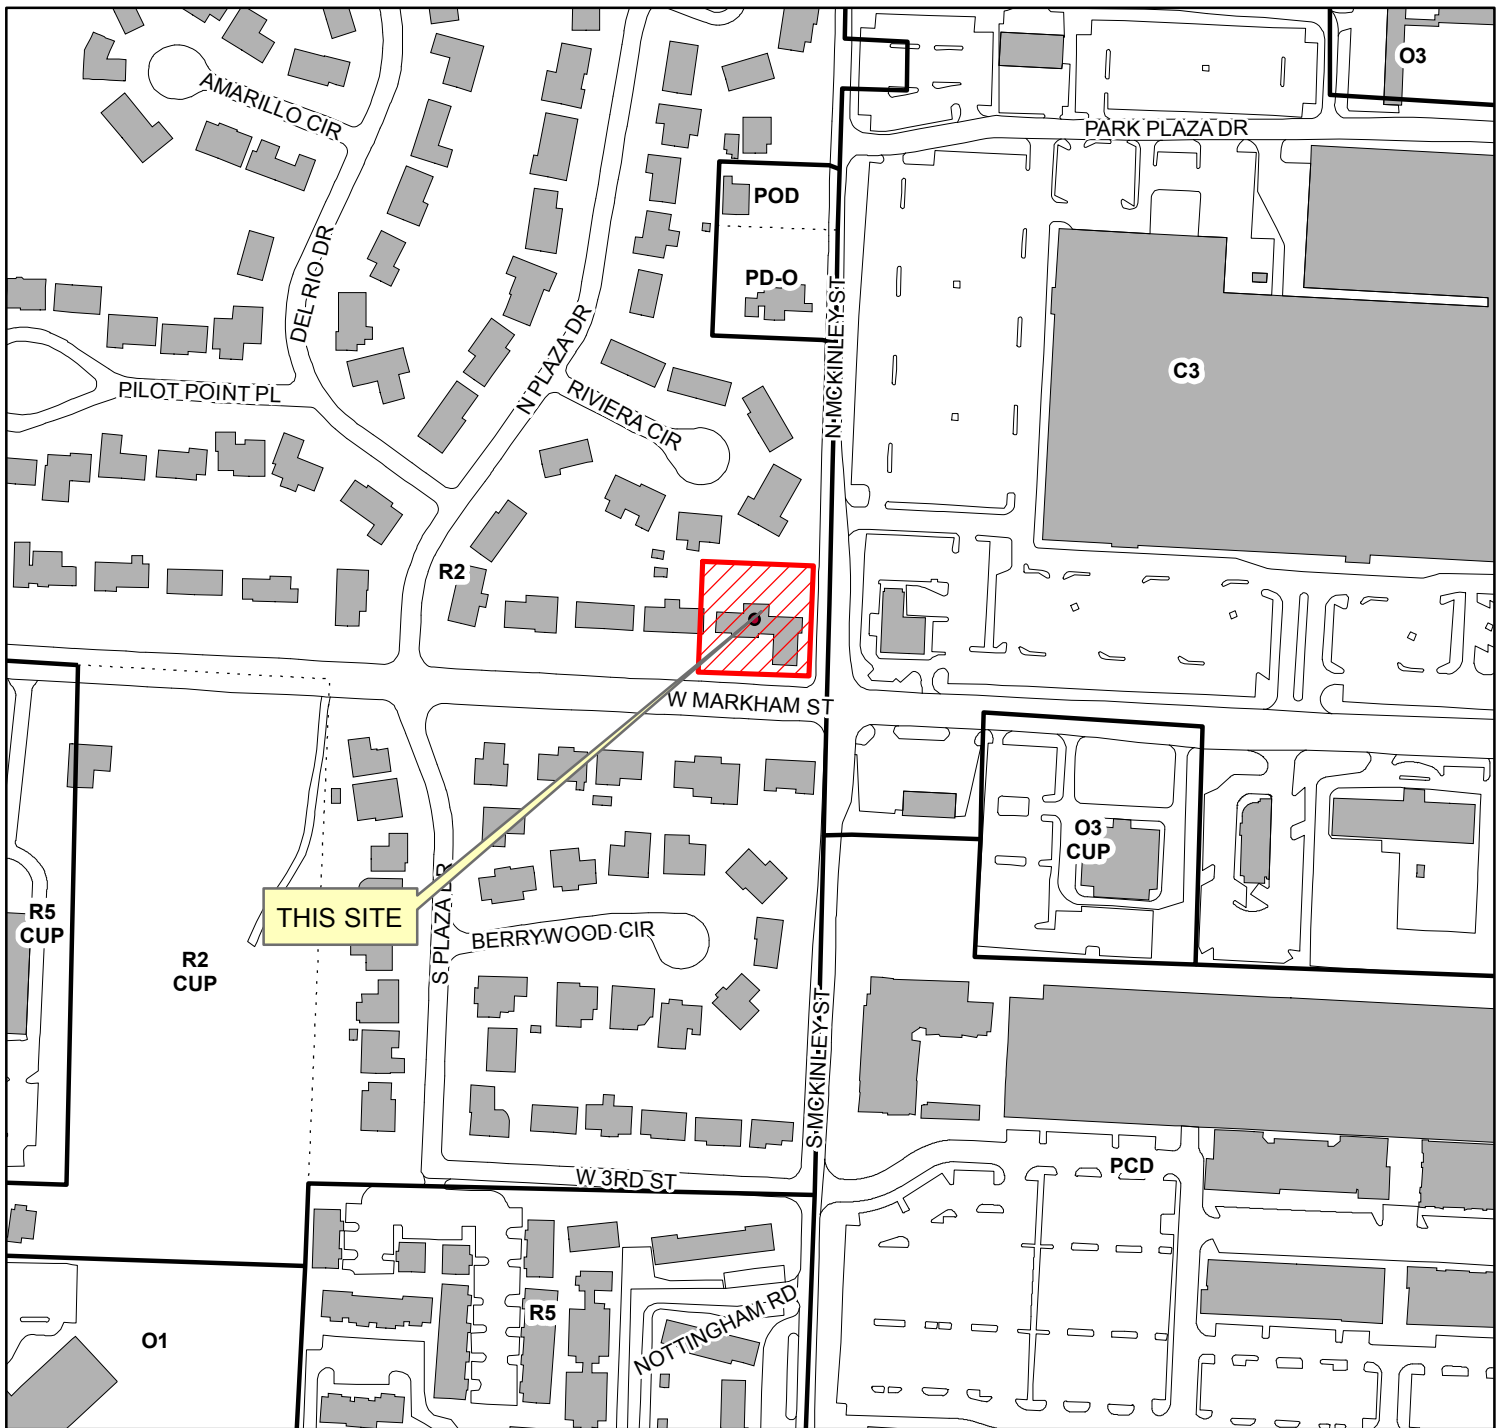 O3
AMARILLO CIR
PARK PLAZA DR
POD
DEL RIO DR
PD-O
N MCKINLEY ST
N PLAZA DR
C3
PILOT POINT PL
RIVIERA CIR
R2
W MARKHAM ST
O3
CUP
THIS SITE
R5
CUP
S PLAZA DR
BERRYWOOD CIR
R2
CUP
S MCKINLEY ST
PCD
W 3RD ST
R5
NOTTINGHAM RD
O1